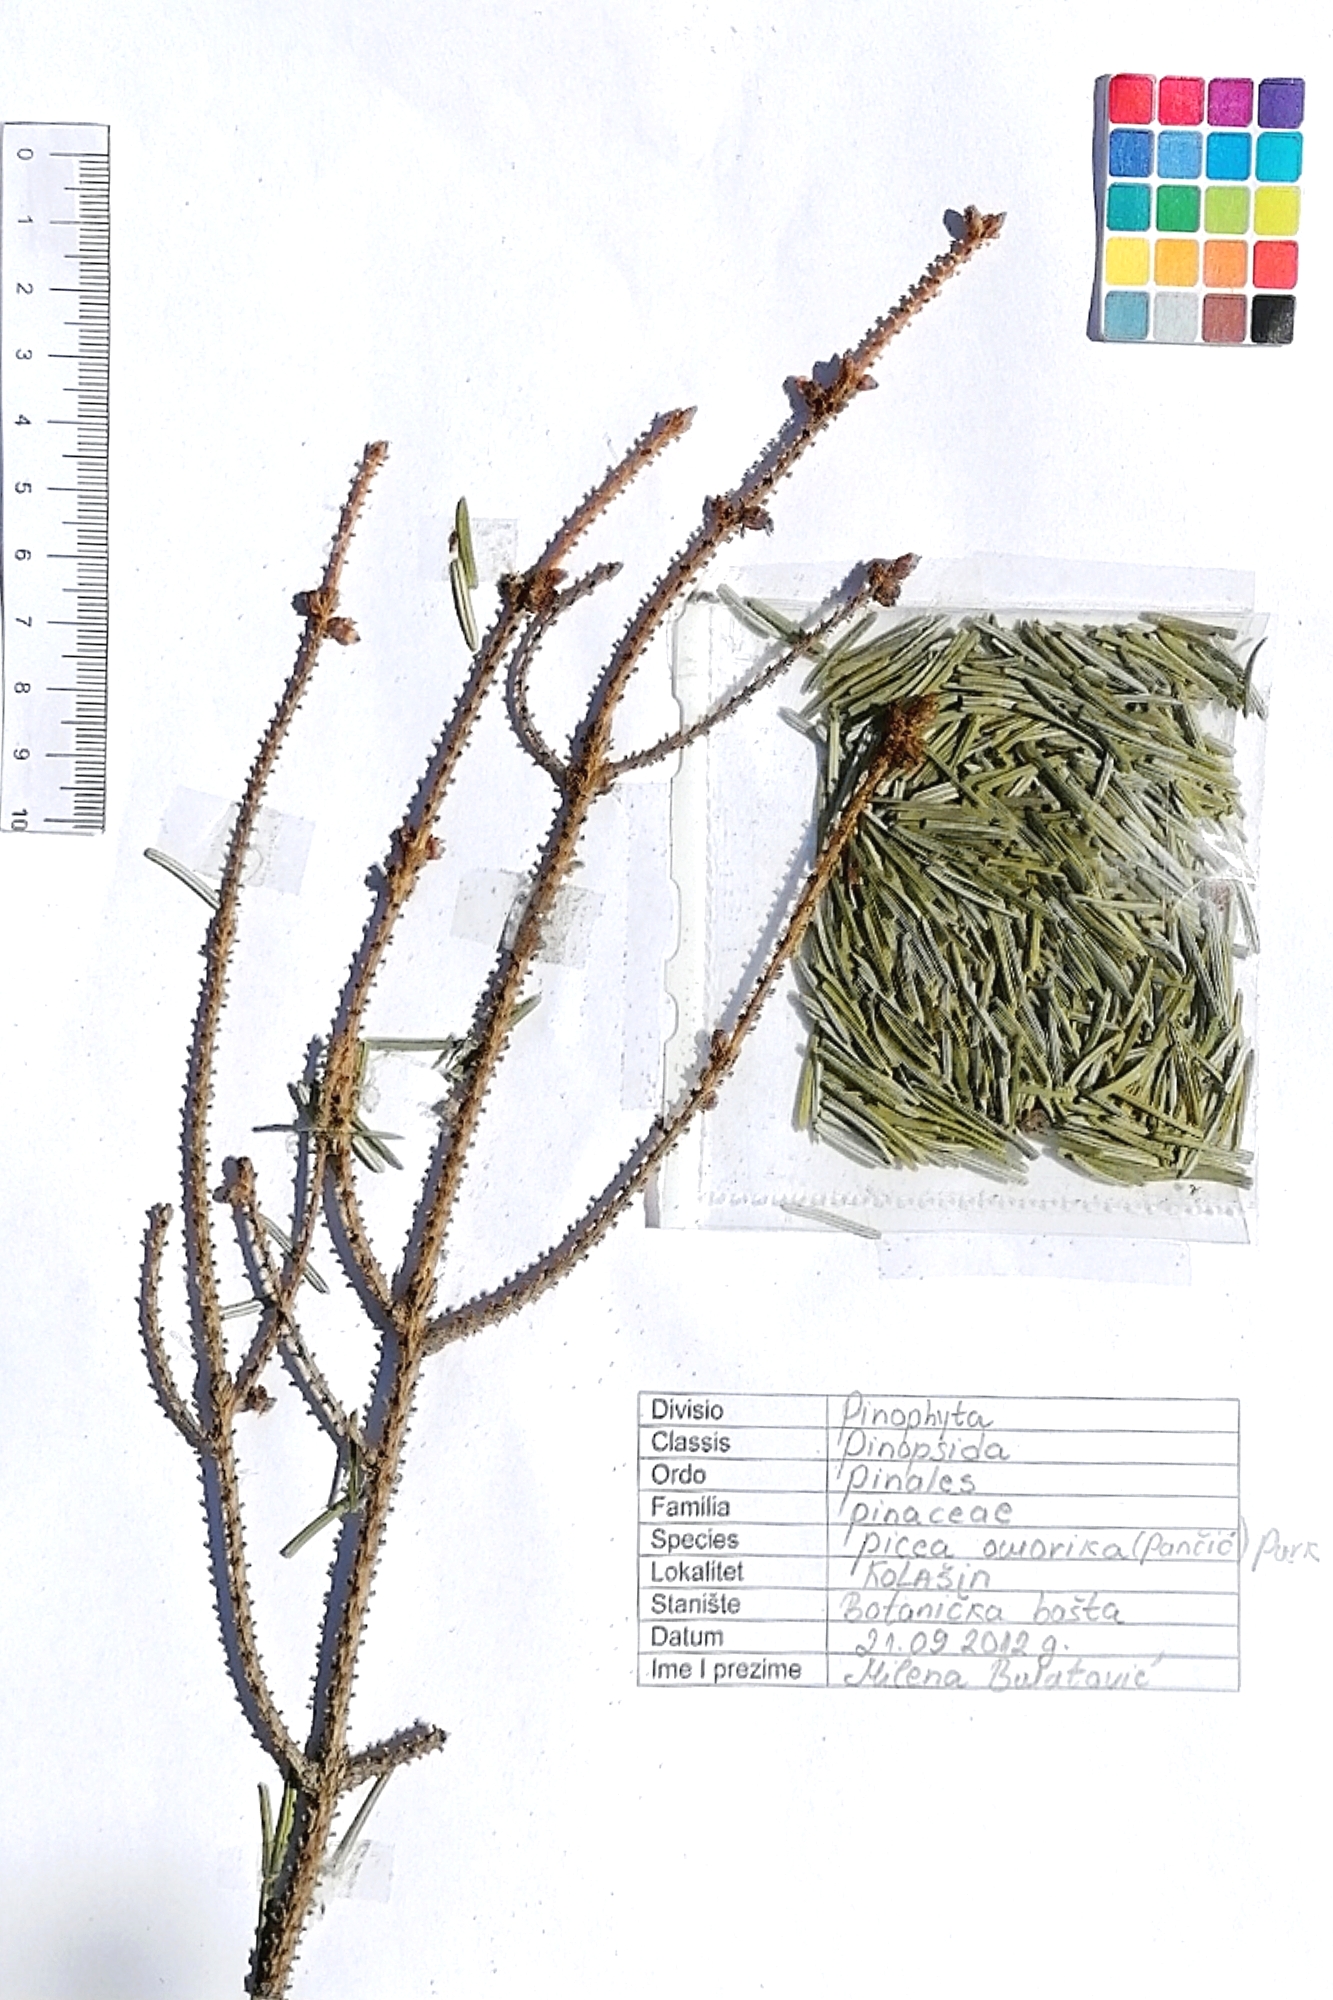 0
1
2
3
4
5
6
7
8
9
10
Divisio Pinophyta
Classis Pinopsida
Ordo pinales
Familia pinaceae
Species picea omorika (Pančić) Purk
Lokalitet KOLAŠin
Stanište Botanička bašta
Datum 21.09 2012 g.
Ime I prezime Milena Bulatović